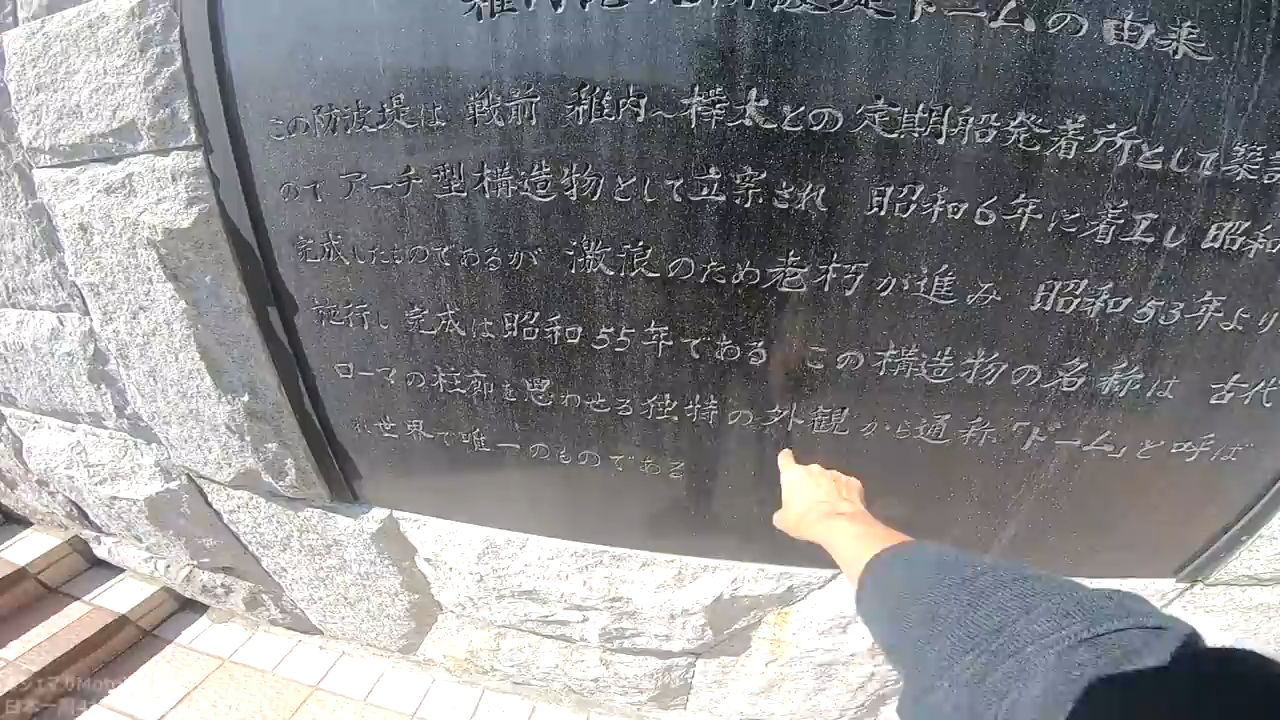 稚内港北防波堤ドームの由来
この防波堤は 戦前 稚内〜樺太との定期船発着所として築設
のて アーチ型構造物として立案され 昭和6年に着工し 昭和
完成したものであるが 激浪のため老朽が進み 昭和53年より
施行し 完成は昭和55年である この構造物の名称は 古代
ローマの柱廊を思わせる独特の外観から通称「ドーム」と呼ば
れ世界で唯一のものである
日本一周